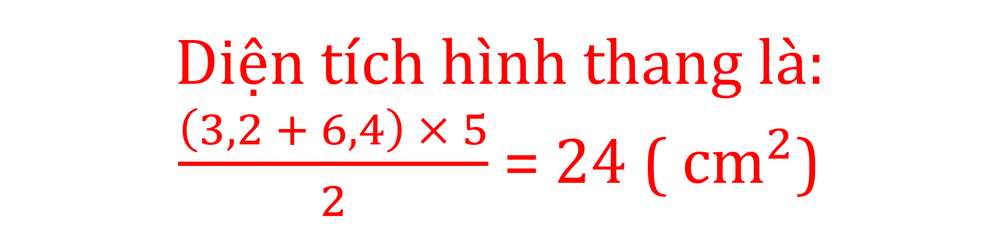 Diện tích hình thang là:
(3,2 + 6,4) × 5 / 2 = 24 ( cm²)